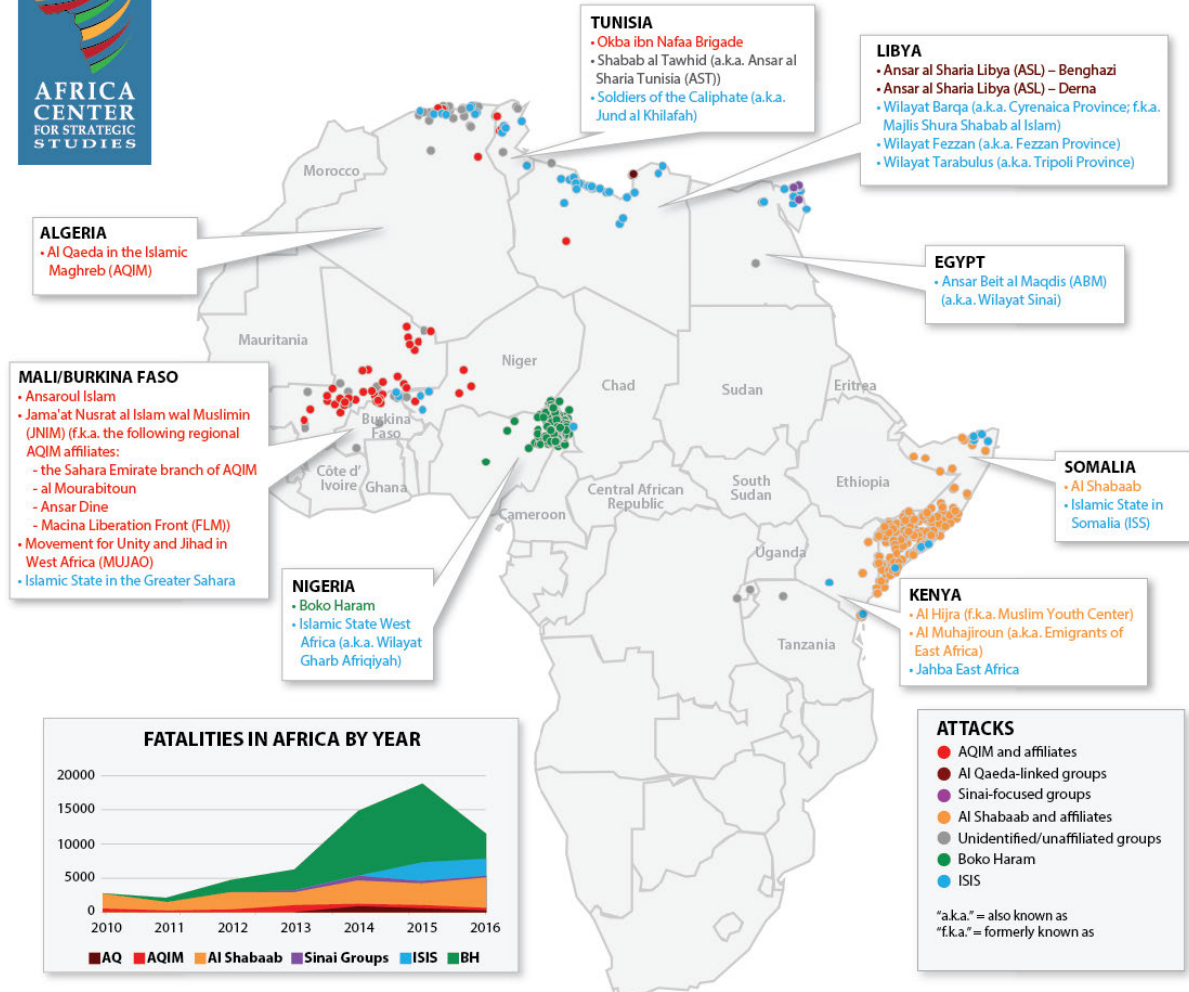 AFRICA
CENTER
FOR STRATEGIC
STUDIES
TUNISIA
• Okba ibn Nafaa Brigade
• Shabab al Tawhid (a.k.a. Ansar al
Sharia Tunisia (AST))
• Soldiers of the Caliphate (a.k.a.
Jund al Khilafah)
LIBYA
• Ansar al Sharia Libya (ASL) – Benghazi
• Ansar al Sharia Libya (ASL) – Derna
• Wilayat Barqa (a.k.a. Cyrenaica Province; f.k.a.
Majlis Shura Shabab al Islam)
• Wilayat Fezzan (a.k.a. Fezzan Province)
• Wilayat Tarabulus (a.k.a. Tripoli Province)
Morocco
ALGERIA
• Al Qaeda in the Islamic
Maghreb (AQIM)
EGYPT
• Ansar Beit al Maqdis (ABM)
(a.k.a. Wilayat Sinai)
Mauritania
Niger
Chad
Sudan
Eritrea
MALI/BURKINA FASO
• Ansaroul Islam
• Jama'at Nusrat al Islam wal Muslimin
(JNIM) (f.k.a. the following regional
AQIM affiliates:
- the Sahara Emirate branch of AQIM
- al Mourabitoun
- Ansar Dine
- Macina Liberation Front (FLM))
• Movement for Unity and Jihad in
West Africa (MUJAO)
• Islamic State in the Greater Sahara
Burkina
Faso
Côte d'
Ivoire
Ghana
Cameroon
Central African
Republic
South
Sudan
Ethiopia
SOMALIA
• Al Shabaab
• Islamic State in
Somalia (ISS)
Uganda
NIGERIA
• Boko Haram
• Islamic State West
Africa (a.k.a. Wilayat
Gharb Afriqiyah)
KENYA
• Al Hijra (f.k.a. Muslim Youth Center)
• Al Muhajiroun (a.k.a. Emigrants of
East Africa)
• Jahba East Africa
Tanzania
FATALITIES IN AFRICA BY YEAR
20000
15000
10000
5000
0
2010 2011 2012 2013 2014 2015 2016
AQ AQIM Al Shabaab Sinai Groups ISIS BH
ATTACKS
AQIM and affiliates
Al Qaeda-linked groups
Sinai-focused groups
Al Shabaab and affiliates
Unidentified/unaffiliated groups
Boko Haram
ISIS
"a.k.a." = also known as
"f.k.a." = formerly known as